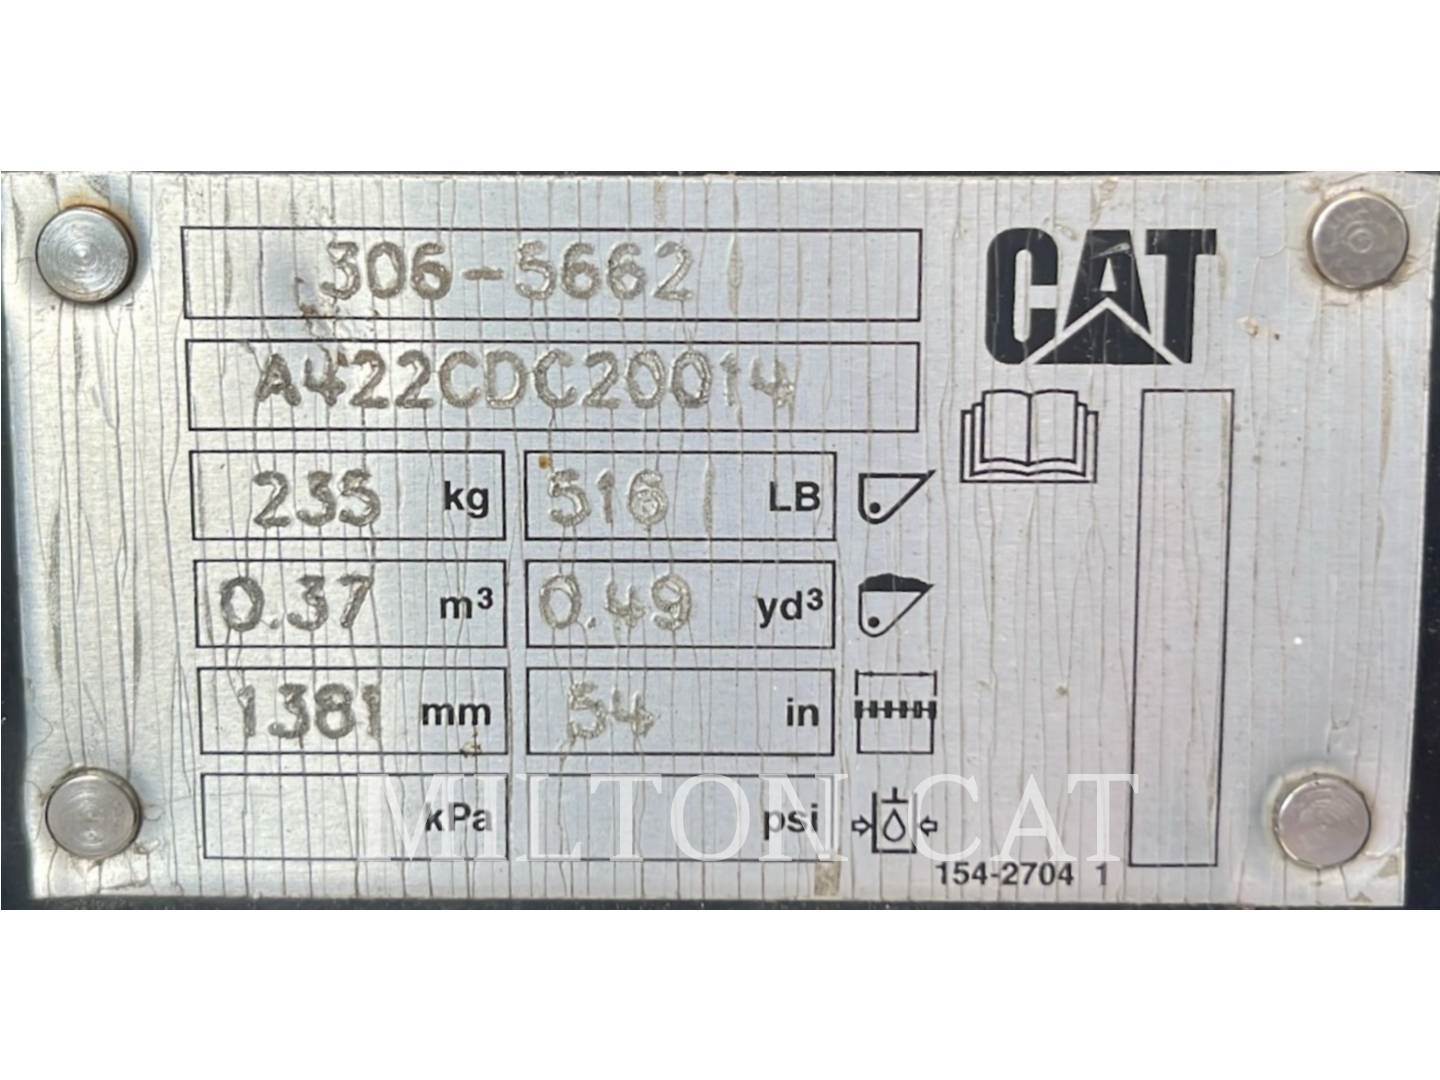 306-5662
CAT
A422CDC20014
235 kg 516 LB
0.37 m³ 0.49 yd³
1381 mm 54 in
kPa psi
MILTON CAT
154-2704 1